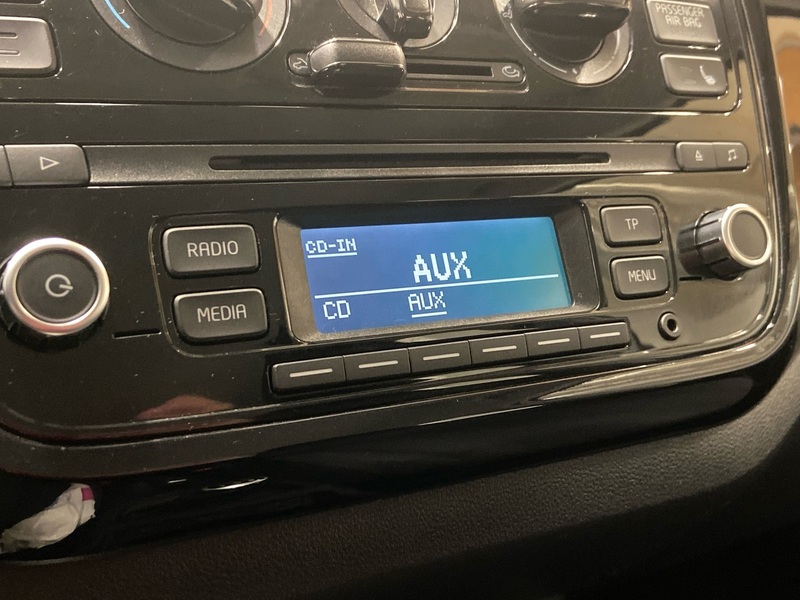 PASSENGER
AIR BAG
RADIO
MEDIA
CD-IN
AUX
CD AUX
TP
MENU